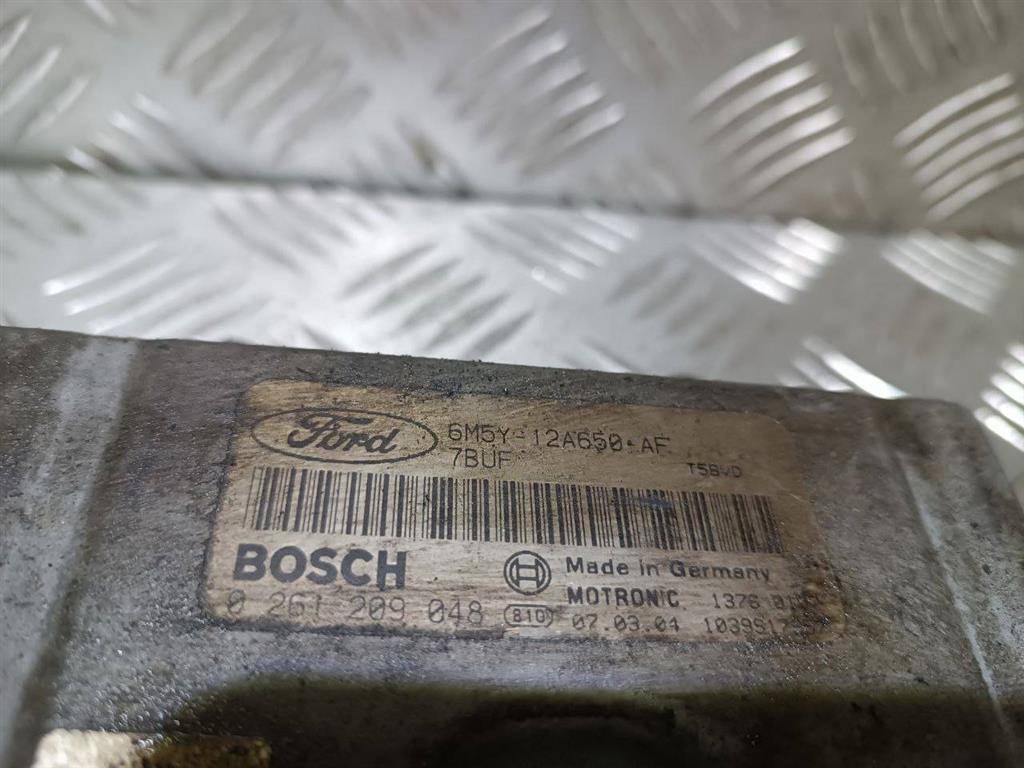 Ford 6M5Y-12A650-AF
7BUF T5BVD
BOSCH Made in Germany
MOTRONIC
0 261 209 048 810 07.03.04